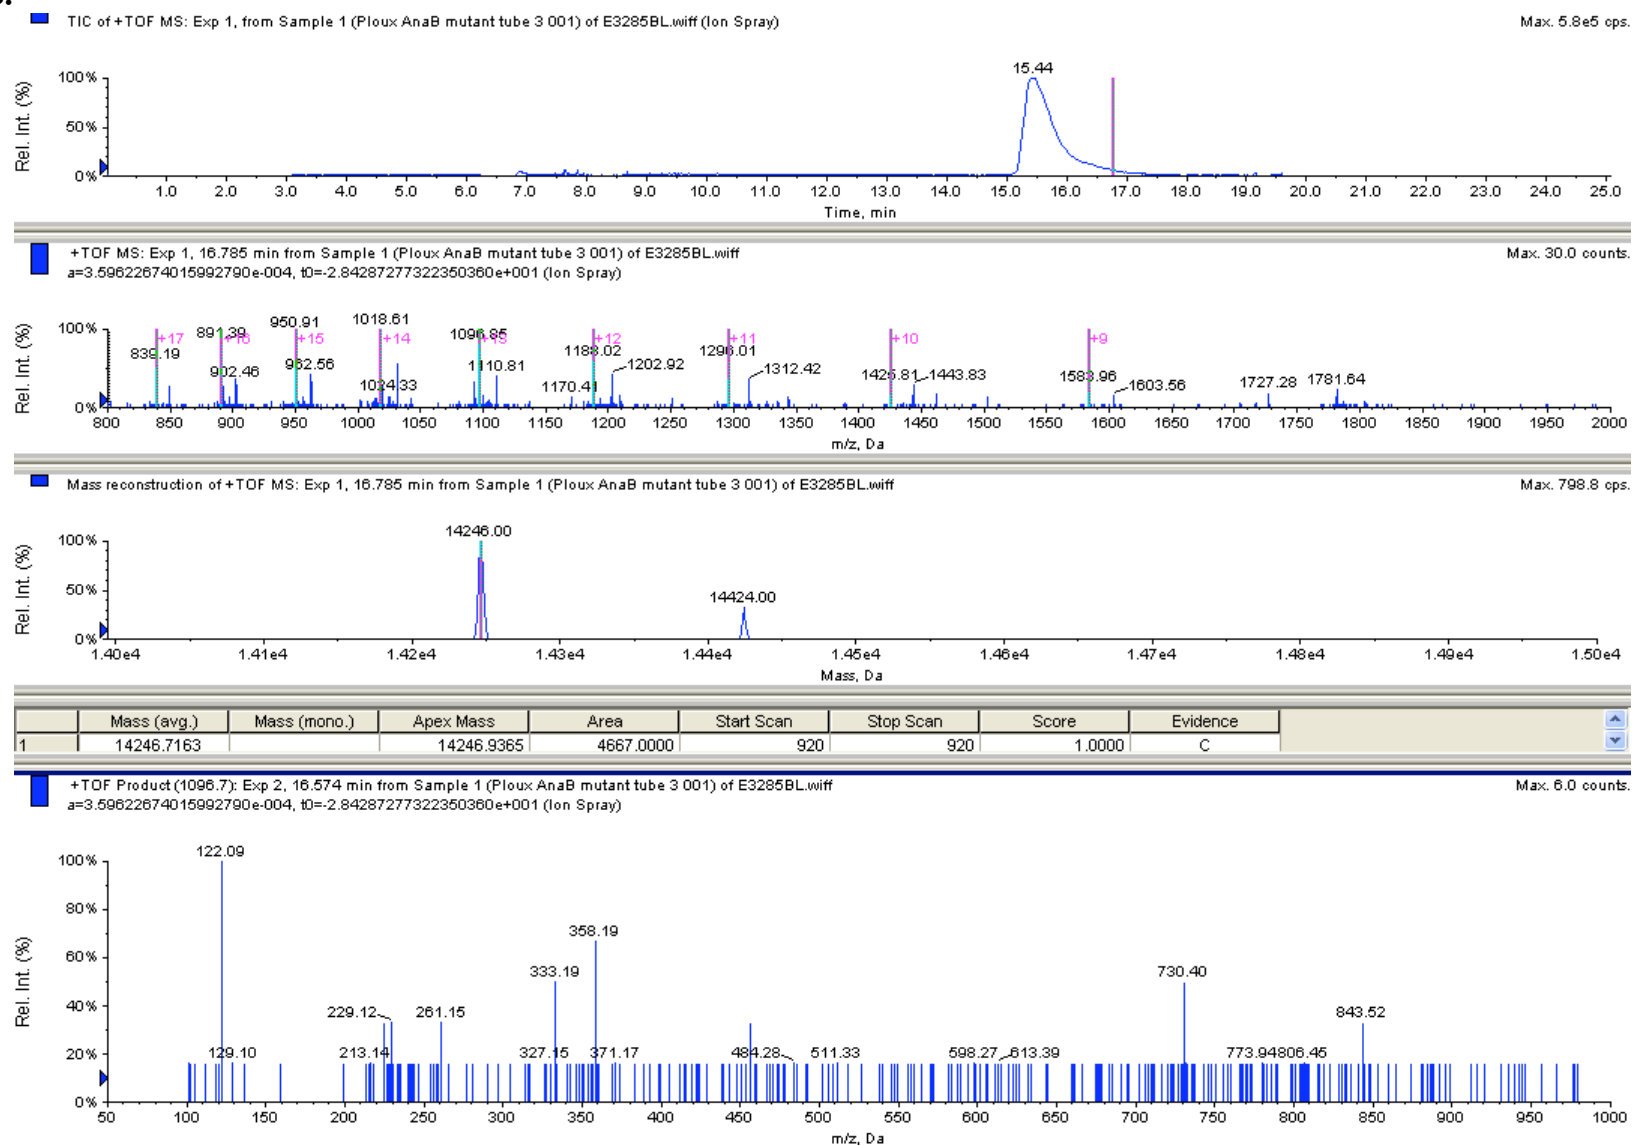 TIC of +TOF MS: Exp 1, from Sample 1 (Ploux AnaB mutant tube 3 001) of E3285BL.wiff (Ion Spray) Max. 5.8e5 cps.
15.44
100%
50%
0%
Rel. Int. (%)
1.0 2.0 3.0 4.0 5.0 6.0 7.0 8.0 9.0 10.0 11.0 12.0 13.0 14.0 15.0 16.0 17.0 18.0 19.0 20.0 21.0 22.0 23.0 24.0 25.0
Time, min
+TOF MS: Exp 1, 16.785 min from Sample 1 (Ploux AnaB mutant tube 3 001) of E3285BL.wiff Max. 30.0 counts.
a=3.59622674015992790e-004, t0=-2.84287277322350360e+001 (Ion Spray)
100%
50%
0%
Rel. Int. (%)
950.91 1018.61
891.39 1096.85
+17 +15 +14 +12 +11 +10 +9
839.19 1188.02 1296.01
902.46 962.56 1110.81 1202.92 1312.42 1425.81 1443.83 1583.96
1024.33 1170.41 1603.56 1727.28 1781.64
800 850 900 950 1000 1050 1100 1150 1200 1250 1300 1350 1400 1450 1500 1550 1600 1650 1700 1750 1800 1850 1900 1950 2000
m/z, Da
Mass reconstruction of +TOF MS: Exp 1, 16.785 min from Sample 1 (Ploux AnaB mutant tube 3 001) of E3285BL.wiff Max. 798.8 cps.
14246.00
100%
50%
0%
Rel. Int. (%)
14424.00
1.40e4 1.41e4 1.42e4 1.43e4 1.44e4 1.45e4 1.46e4 1.47e4 1.48e4 1.49e4 1.50e4
Mass, Da
Mass (avg.) Mass (mono.) Apex Mass Area Start Scan Stop Scan Score Evidence
1 14246.7163 14246.9365 4667.0000 920 920 1.0000 C
+TOF Product (1096.7): Exp 2, 16.574 min from Sample 1 (Ploux AnaB mutant tube 3 001) of E3285BL.wiff Max. 6.0 counts.
a=3.59622674015992790e-004, t0=-2.84287277322350360e+001 (Ion Spray)
122.09
100%
80%
60%
40%
20%
0%
Rel. Int. (%)
358.19
333.19 730.40
229.12 261.15 843.52
129.10 213.14 327.15 371.17 484.28 511.33 598.27 613.39 773.94 806.45
50 100 150 200 250 300 350 400 450 500 550 600 650 700 750 800 850 900 950 1000
m/z, Da